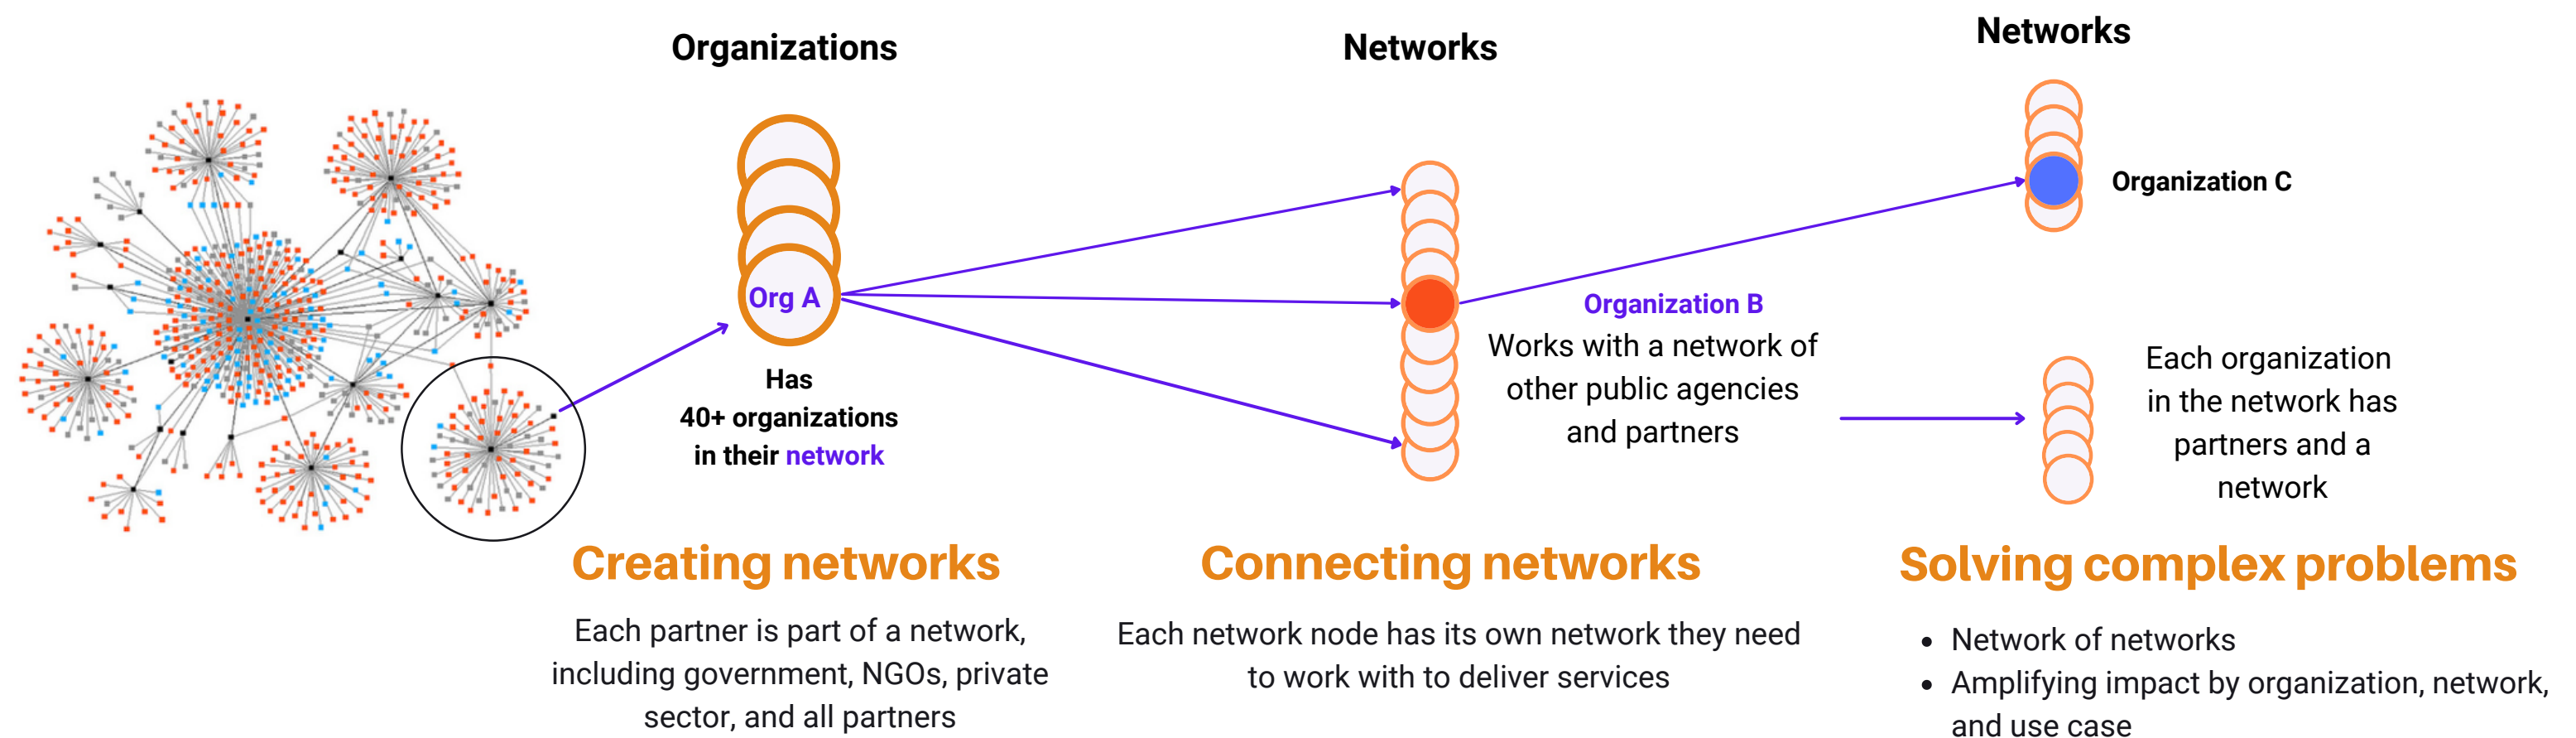 Organizations
Org A
Has
40+ organizations
in their network
Creating networks
Each partner is part of a network,
including government, NGOs, private
sector, and all partners
Networks
Organization B
Works with a network of
other public agencies
and partners
Connecting networks
Each network node has its own network they need
to work with to deliver services
Networks
Organization C
Each organization
in the network has
partners and a
network
Solving complex problems
• Network of networks
• Amplifying impact by organization, network,
and use case